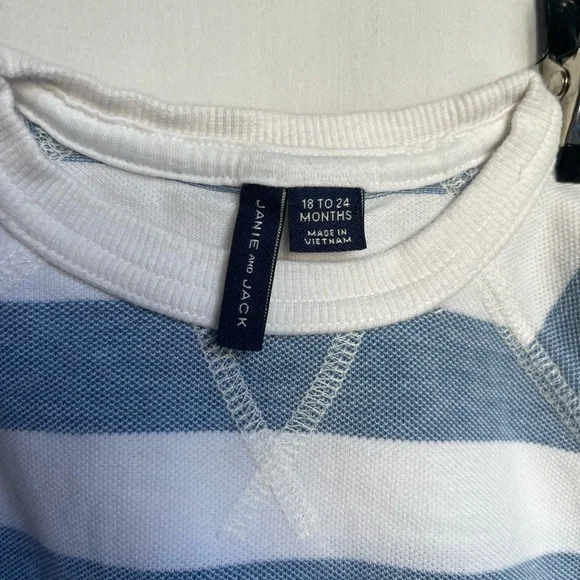 JANIE AND JACK
18 TO 24
MONTHS
MADE IN
VIETNAM